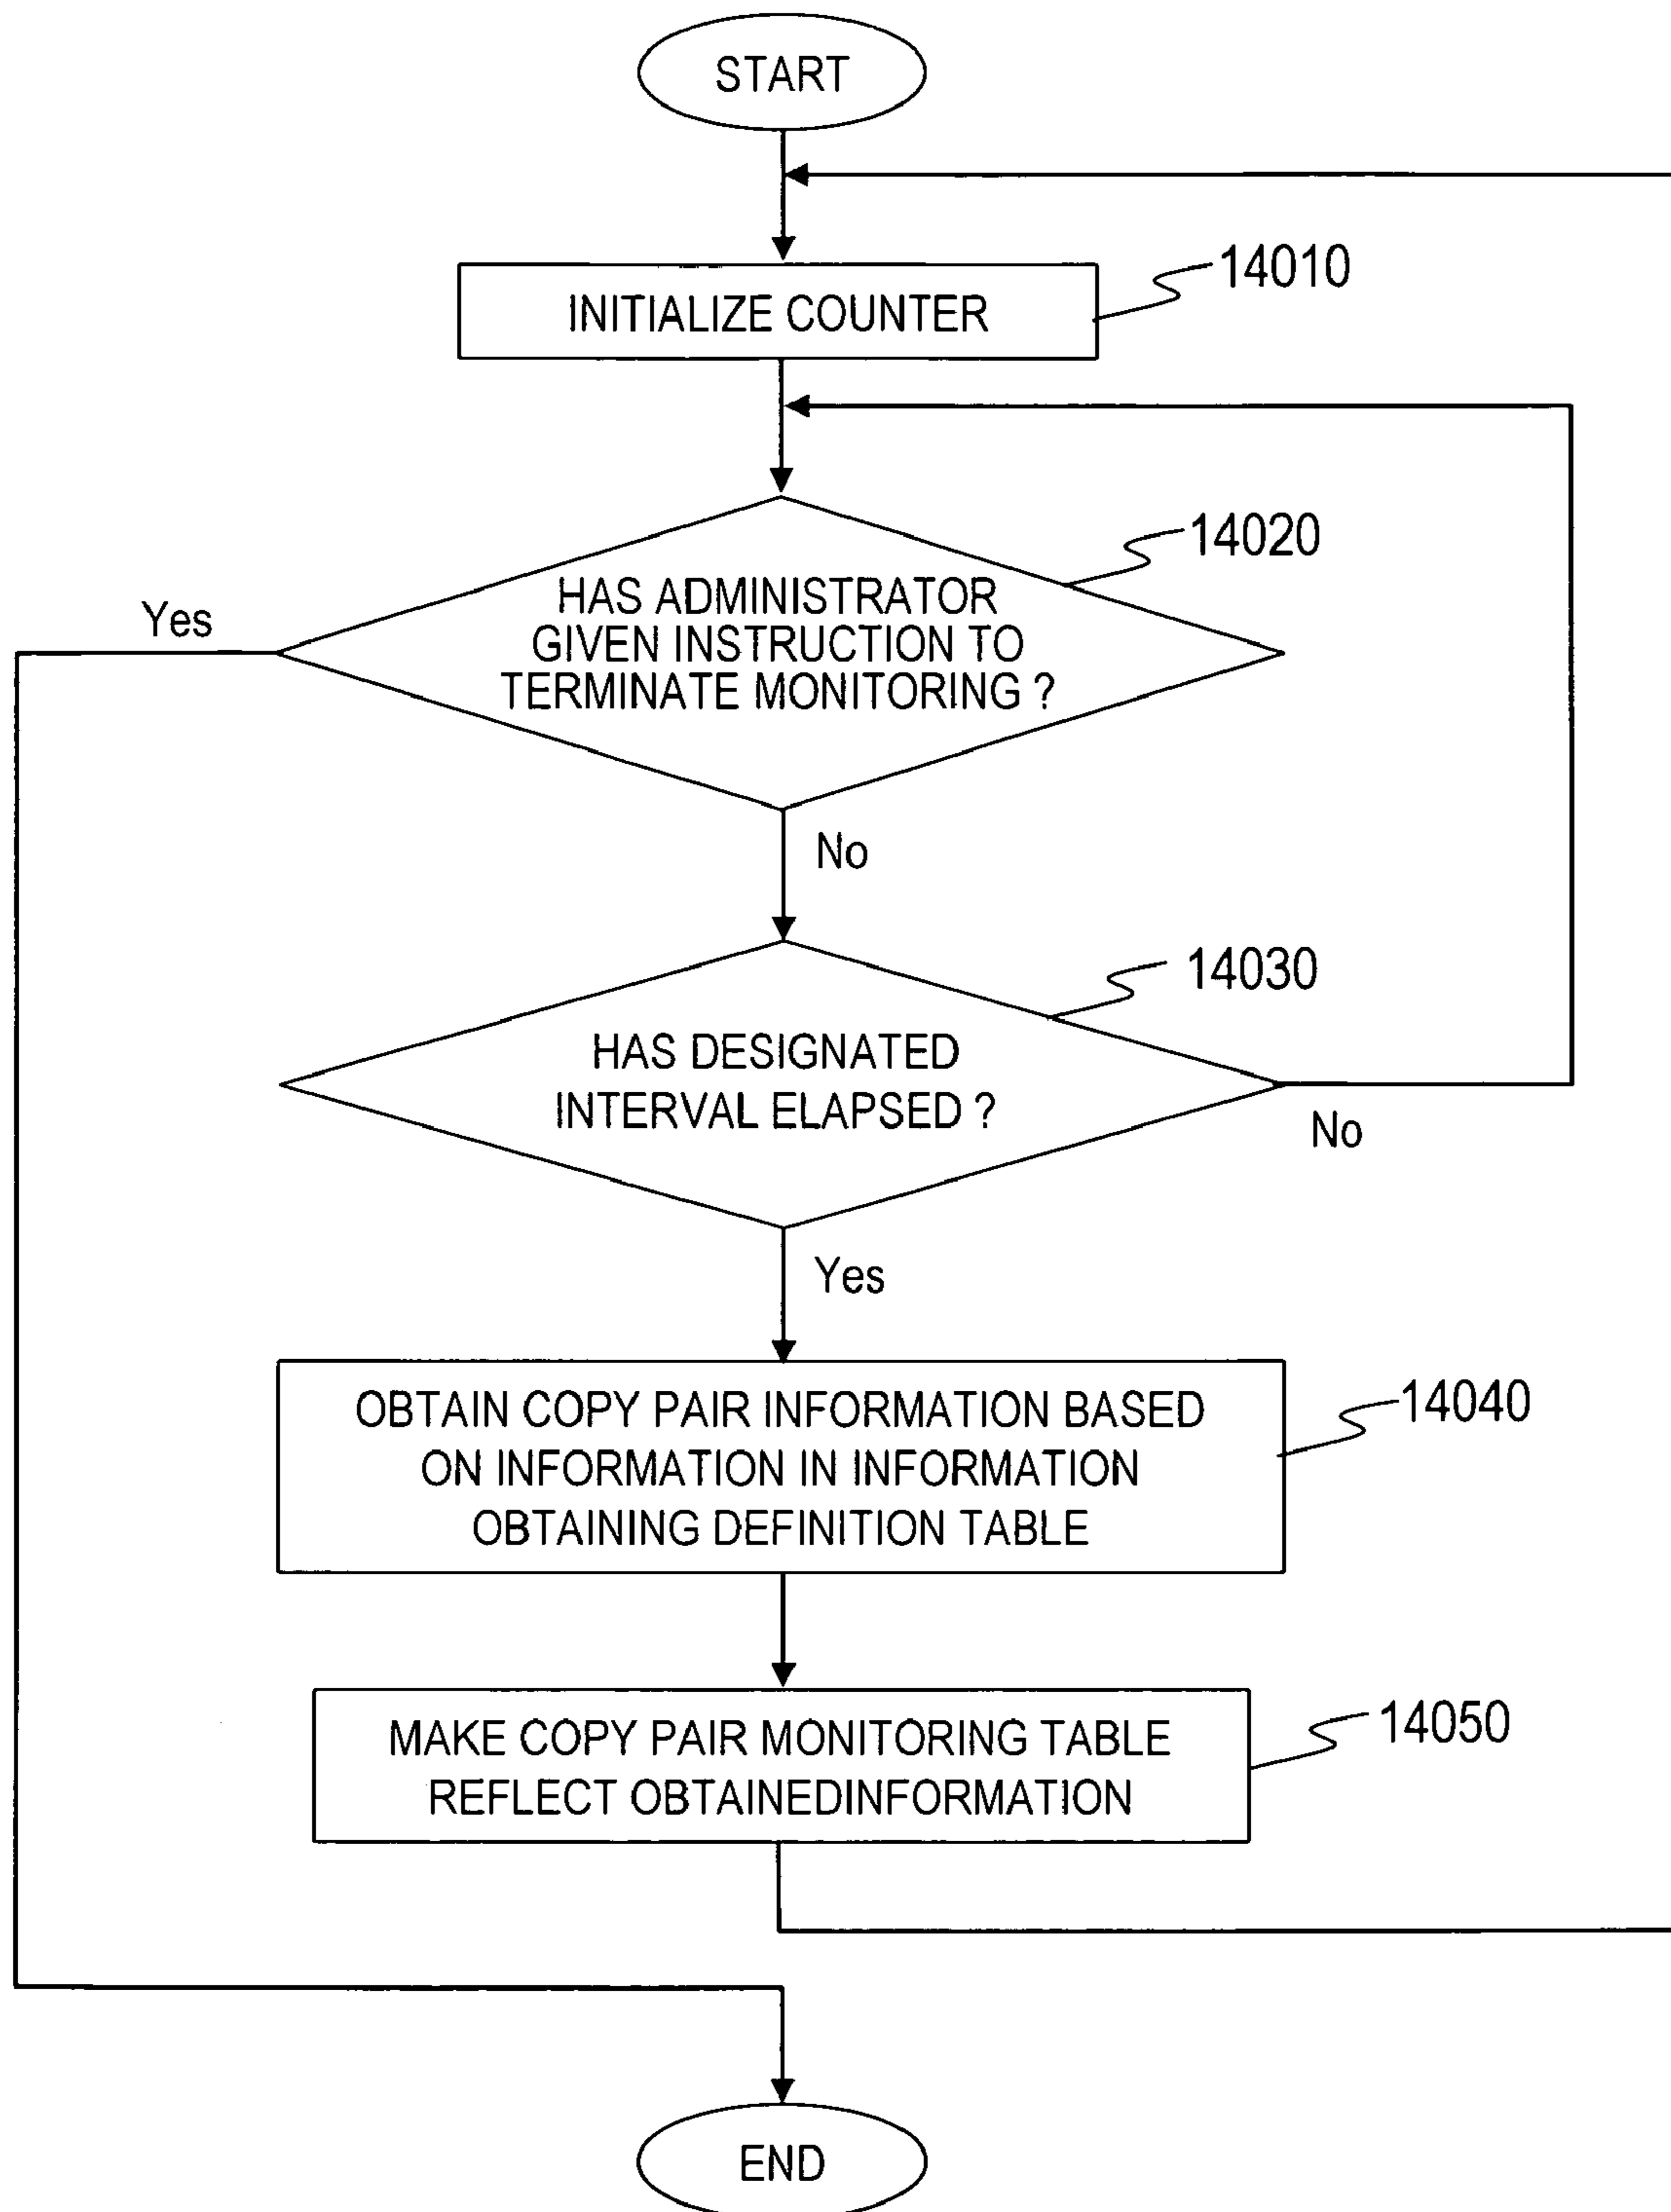 START
14010
INITIALIZE COUNTER
14020
HAS ADMINISTRATOR
GIVEN INSTRUCTION TO
TERMINATE MONITORING ?
Yes
No
14030
HAS DESIGNATED
INTERVAL ELAPSED ?
No
Yes
14040
OBTAIN COPY PAIR INFORMATION BASED
ON INFORMATION IN INFORMATION
OBTAINING DEFINITION TABLE
14050
MAKE COPY PAIR MONITORING TABLE
REFLECT OBTAINEDINFORMATION
END